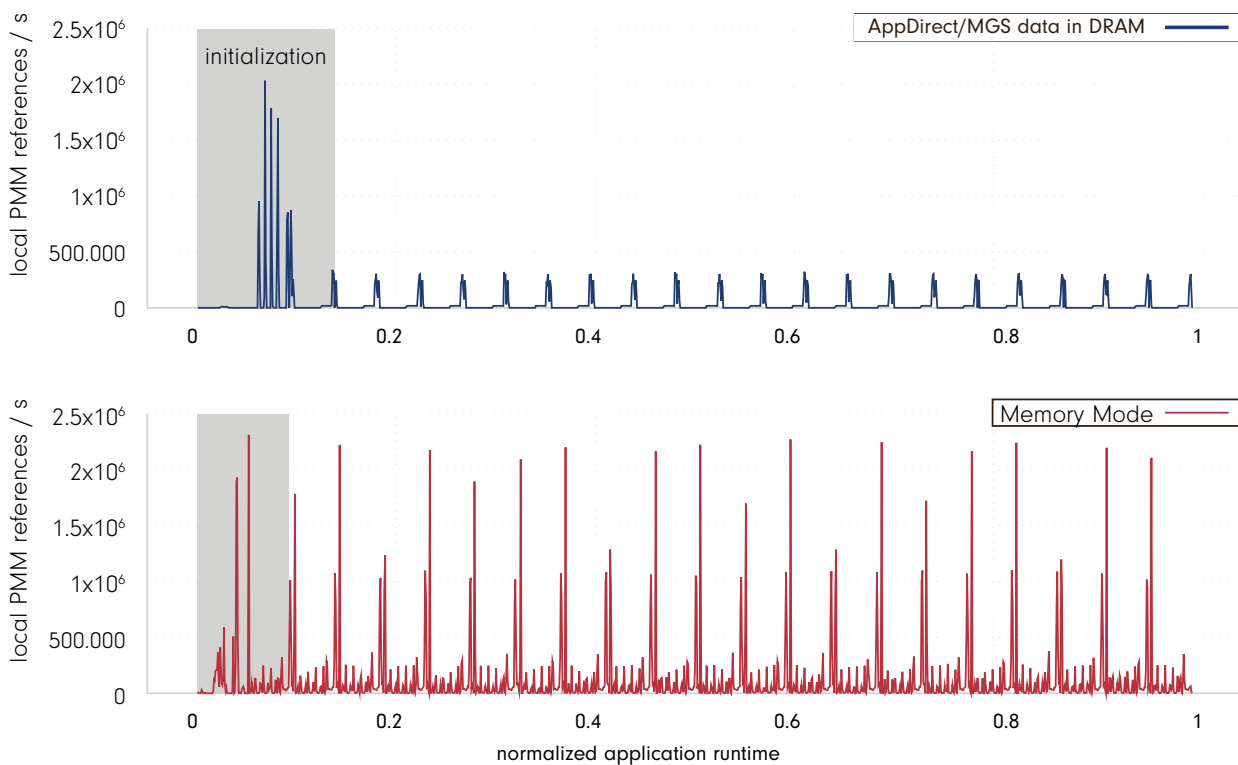 local PMM references / s
2.5x10⁶
2x10⁶
1.5x10⁶
1x10⁶
500.000
0
initialization
AppDirect/MGS data in DRAM
0 0.2 0.4 0.6 0.8 1
local PMM references / s
2.5x10⁶
2x10⁶
1.5x10⁶
1x10⁶
500.000
0
Memory Mode
0 0.2 0.4 0.6 0.8 1
normalized application runtime